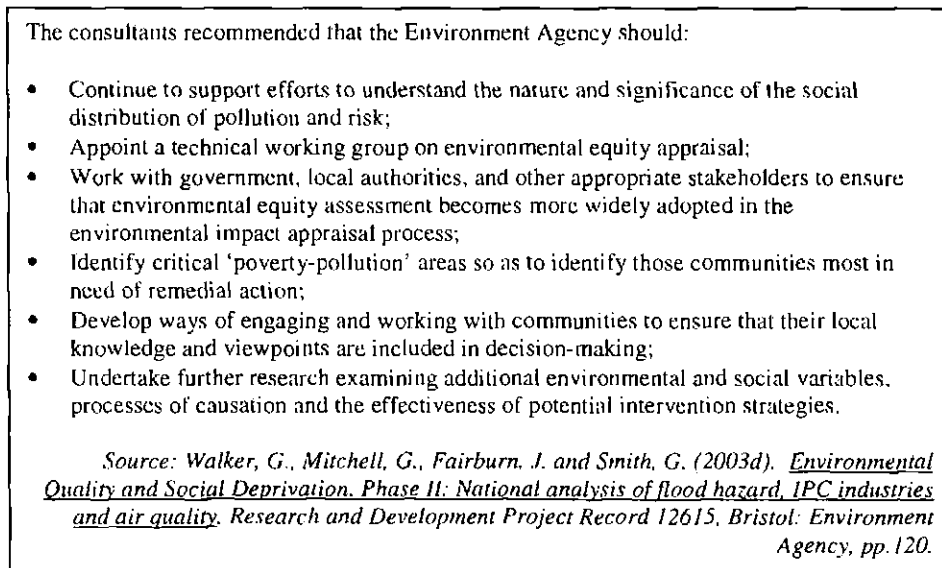 The consultants recommended that the Environment Agency should:
• Continue to support efforts to understand the nature and significance of the social
distribution of pollution and risk;
• Appoint a technical working group on environmental equity appraisal;
• Work with government, local authorities, and other appropriate stakeholders to ensure
that environmental equity assessment becomes more widely adopted in the
environmental impact appraisal process;
• Identify critical 'poverty-pollution' areas so as to identify those communities most in
need of remedial action;
• Develop ways of engaging and working with communities to ensure that their local
knowledge and viewpoints are included in decision-making;
• Undertake further research examining additional environmental and social variables,
processes of causation and the effectiveness of potential intervention strategies.
Source: Walker, G., Mitchell, G., Fairburn, J. and Smith, G. (2003d). Environmental
Quality and Social Deprivation. Phase II: National analysis of flood hazard, IPC industries
and air quality. Research and Development Project Record 12615, Bristol: Environment
Agency, pp.120.